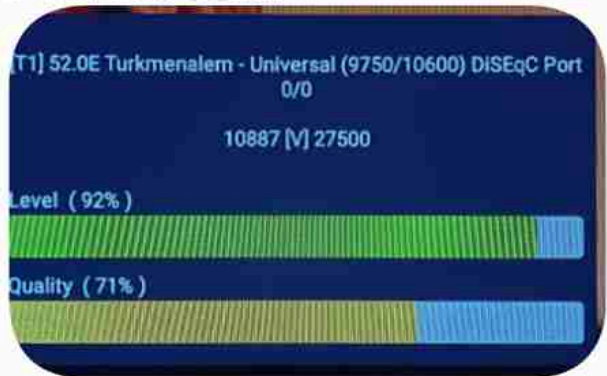 [T1] 52.0E Turkmenalem - Universal (9750/10600) DiSEqC Port
0/0
10887 [V] 27500
Level ( 92% )
Quality ( 71% )